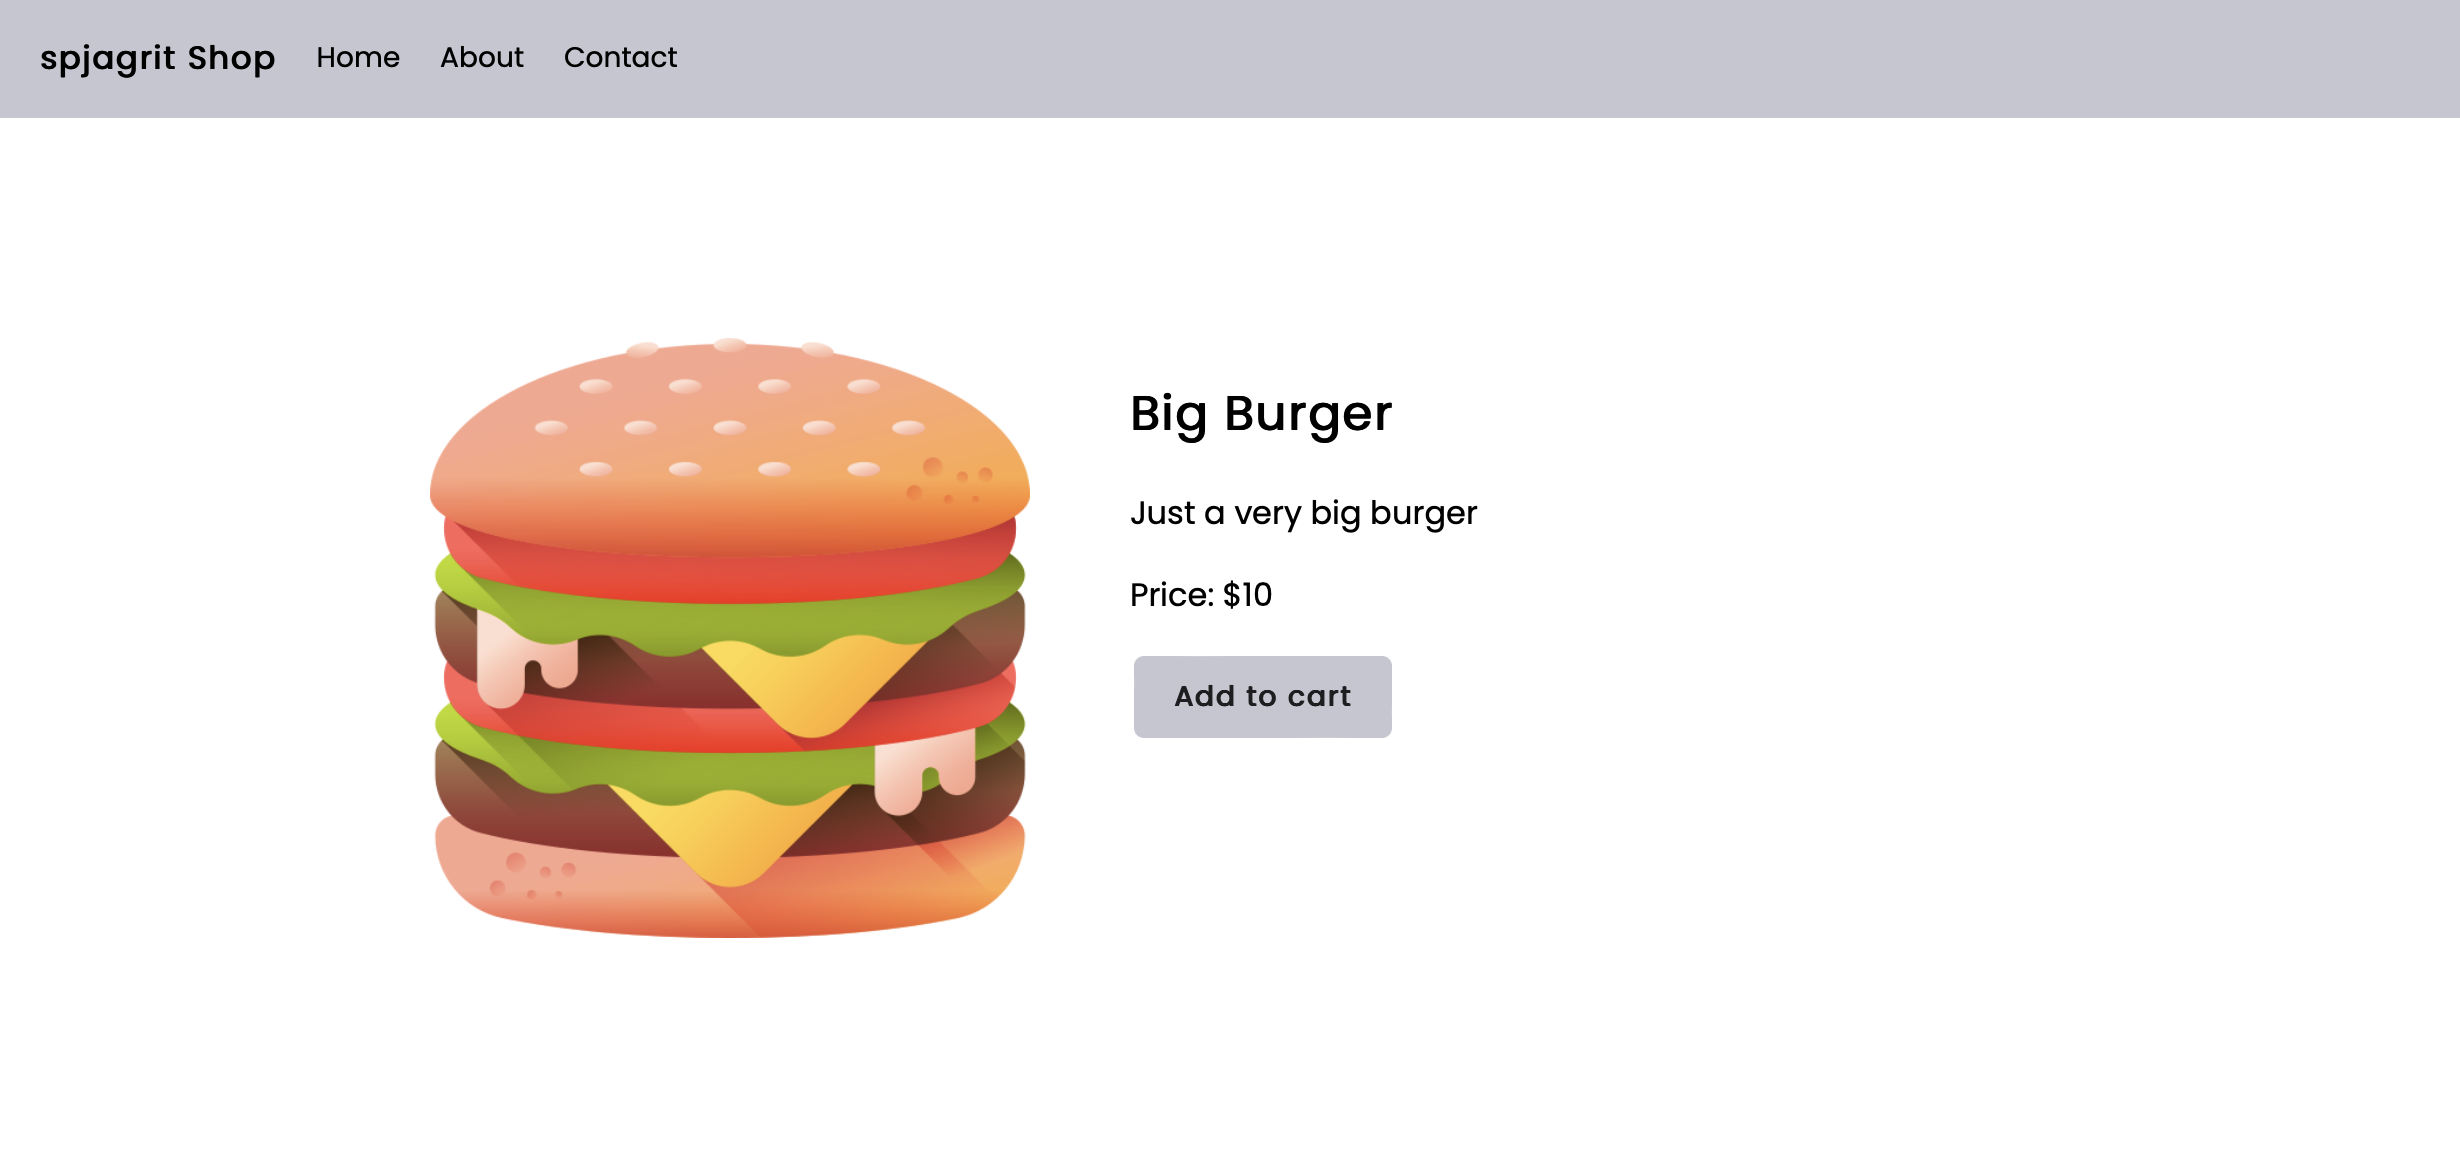 spjagrit Shop Home About Contact
Big Burger
Just a very big burger
Price: $10
Add to cart